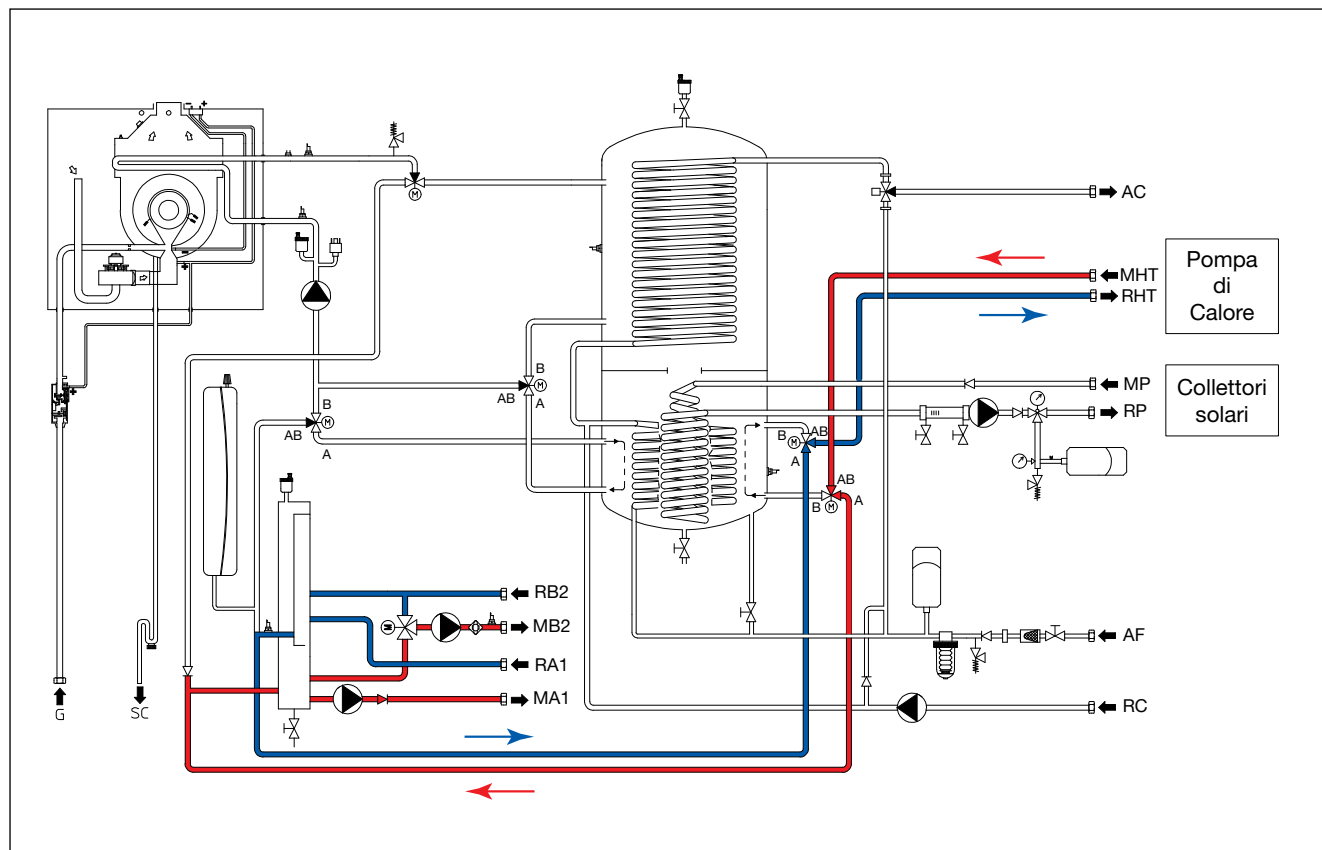 - +
AC
MHT
RHT
Pompa
di
Calore
M
B
AB
M
A
+
-
+
MP
RP
Collettori
solari
B
AB
M
A
AB
M
A
AB
B
M
A
RB2
M
MB2
RA1
MA1
AF
RC
G
SC